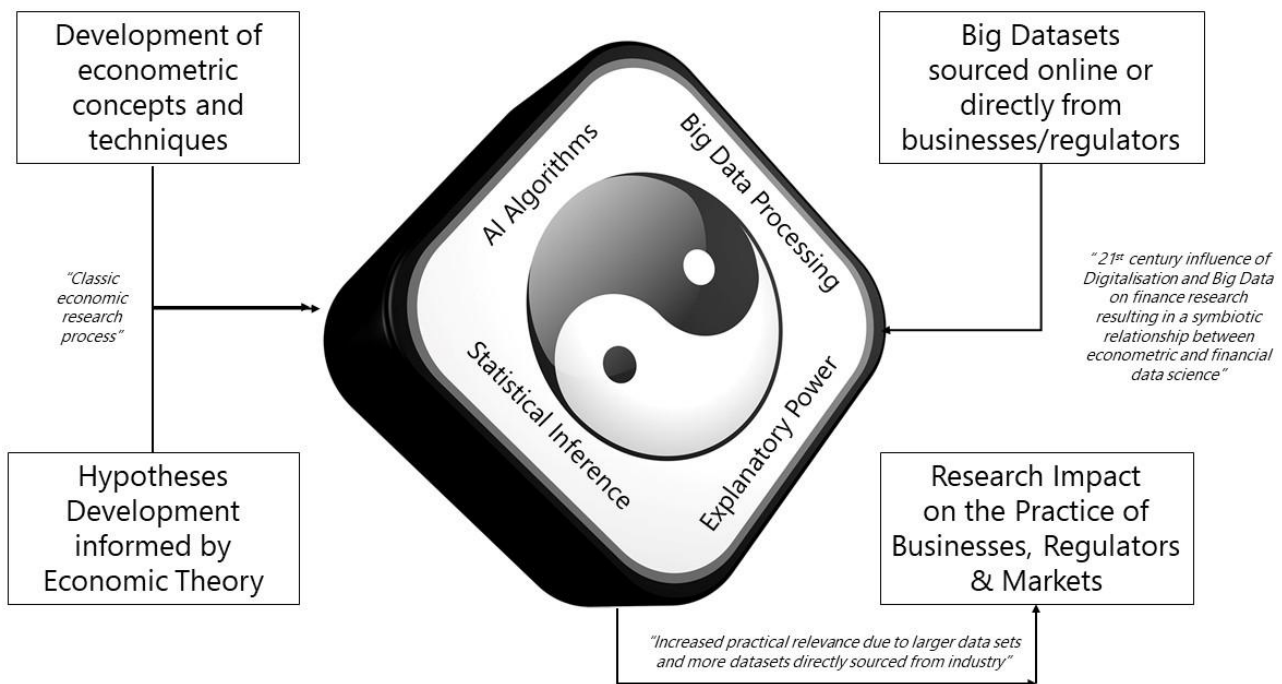 Development of
econometric
concepts and
techniques
Big Datasets
sourced online or
directly from
businesses/regulators
AI Algorithms
Big Data Processing
Statistical Inference
Explanatory Power
“Classic
economic
research
process”
“ 21st century influence of
Digitalisation and Big Data
on finance research
resulting in a symbiotic
relationship between
econometric and financial
data science”
Hypotheses
Development
informed by
Economic Theory
Research Impact
on the Practice of
Businesses, Regulators
& Markets
“Increased practical relevance due to larger data sets
and more datasets directly sourced from industry”